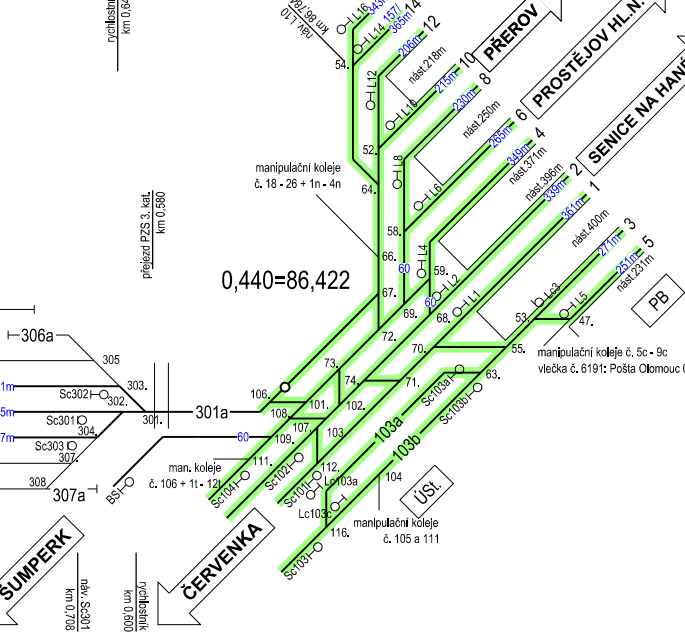 rychlostník
km 0,64
náv. L10
km 86,784
L16
343m
157/
14
365m
L14
54.
12
206m
L12
nást.218m
10
215m
L10
52.
64.
8
230m
nást.250m
L8
6
265m
L6
58.
4
349m
nást.371m
L4
2
nást.396m
339m
1
361m
nást.400m
3
271m
5
251m
nást.231m
PŘEROV
PROSTĚJOV HL.N.
SENICE NA HANÉ
PB
manipulační koleje
č. 18 - 26 + 1n - 4n
přejezd PZS 3. kat.
km 0,580
0,440=86,422
66.
60
67.
59.
60
L2
69.
68.
L1
72.
70.
Lc3
L5
53.
47.
55.
manipulační koleje č. 5c - 9c
vlečka č. 6191: Pošta Olomouc
63.
73.
74.
71.
Sc103a
Sc103b
306a
305
303.
1m
Sc302
302.
5m
301.
301a
Sc301
304.
7m
Sc303
307.
308
307a
BS
60
106.
108.
101.
102.
109.
107.
103.
111.
man. koleje
č. 106 + 1t - 12t
Sc104
Sc102
Sc101
112.
Lc103a
Lc103c
103a
103b
104
ÚSt.
manipulační koleje
č. 105 a 111
116.
Sc103
ŠUMPERK
ČERVENKA
náv. Sc301
km 0,708
rychlostník
km 0,600